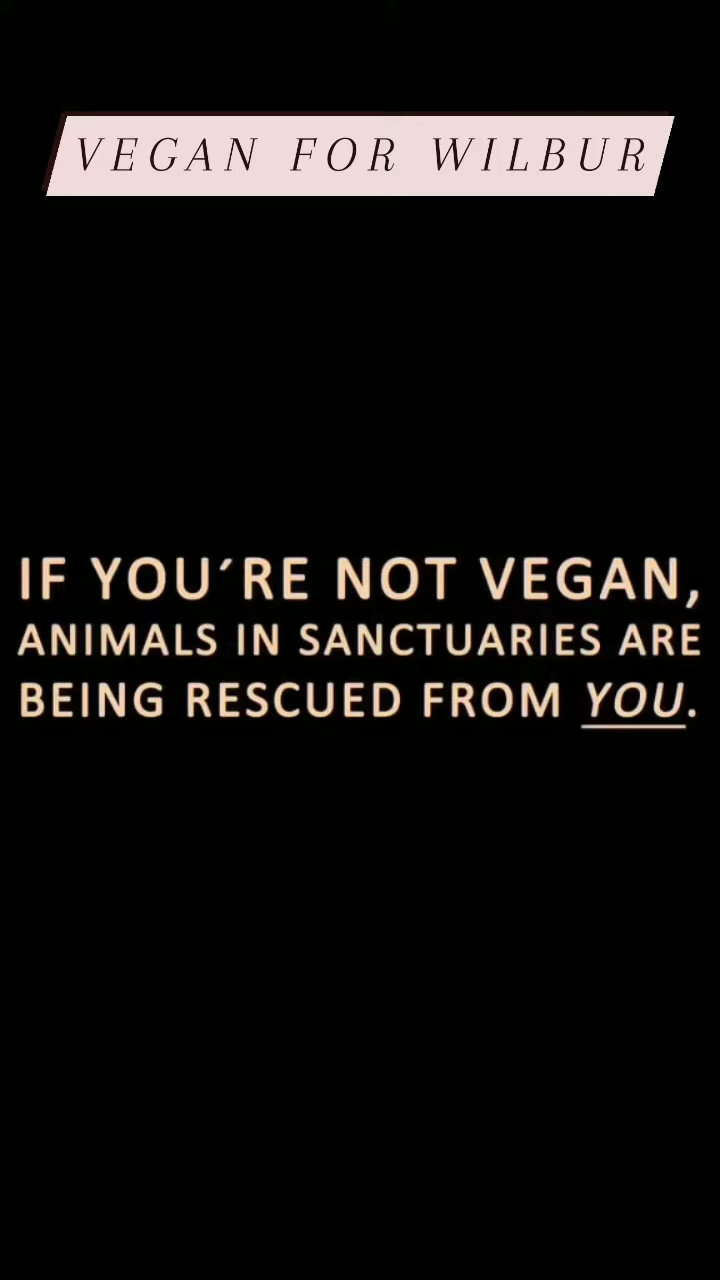 VEGAN FOR WILBUR
IF YOU´RE NOT VEGAN,
ANIMALS IN SANCTUARIES ARE
BEING RESCUED FROM YOU.